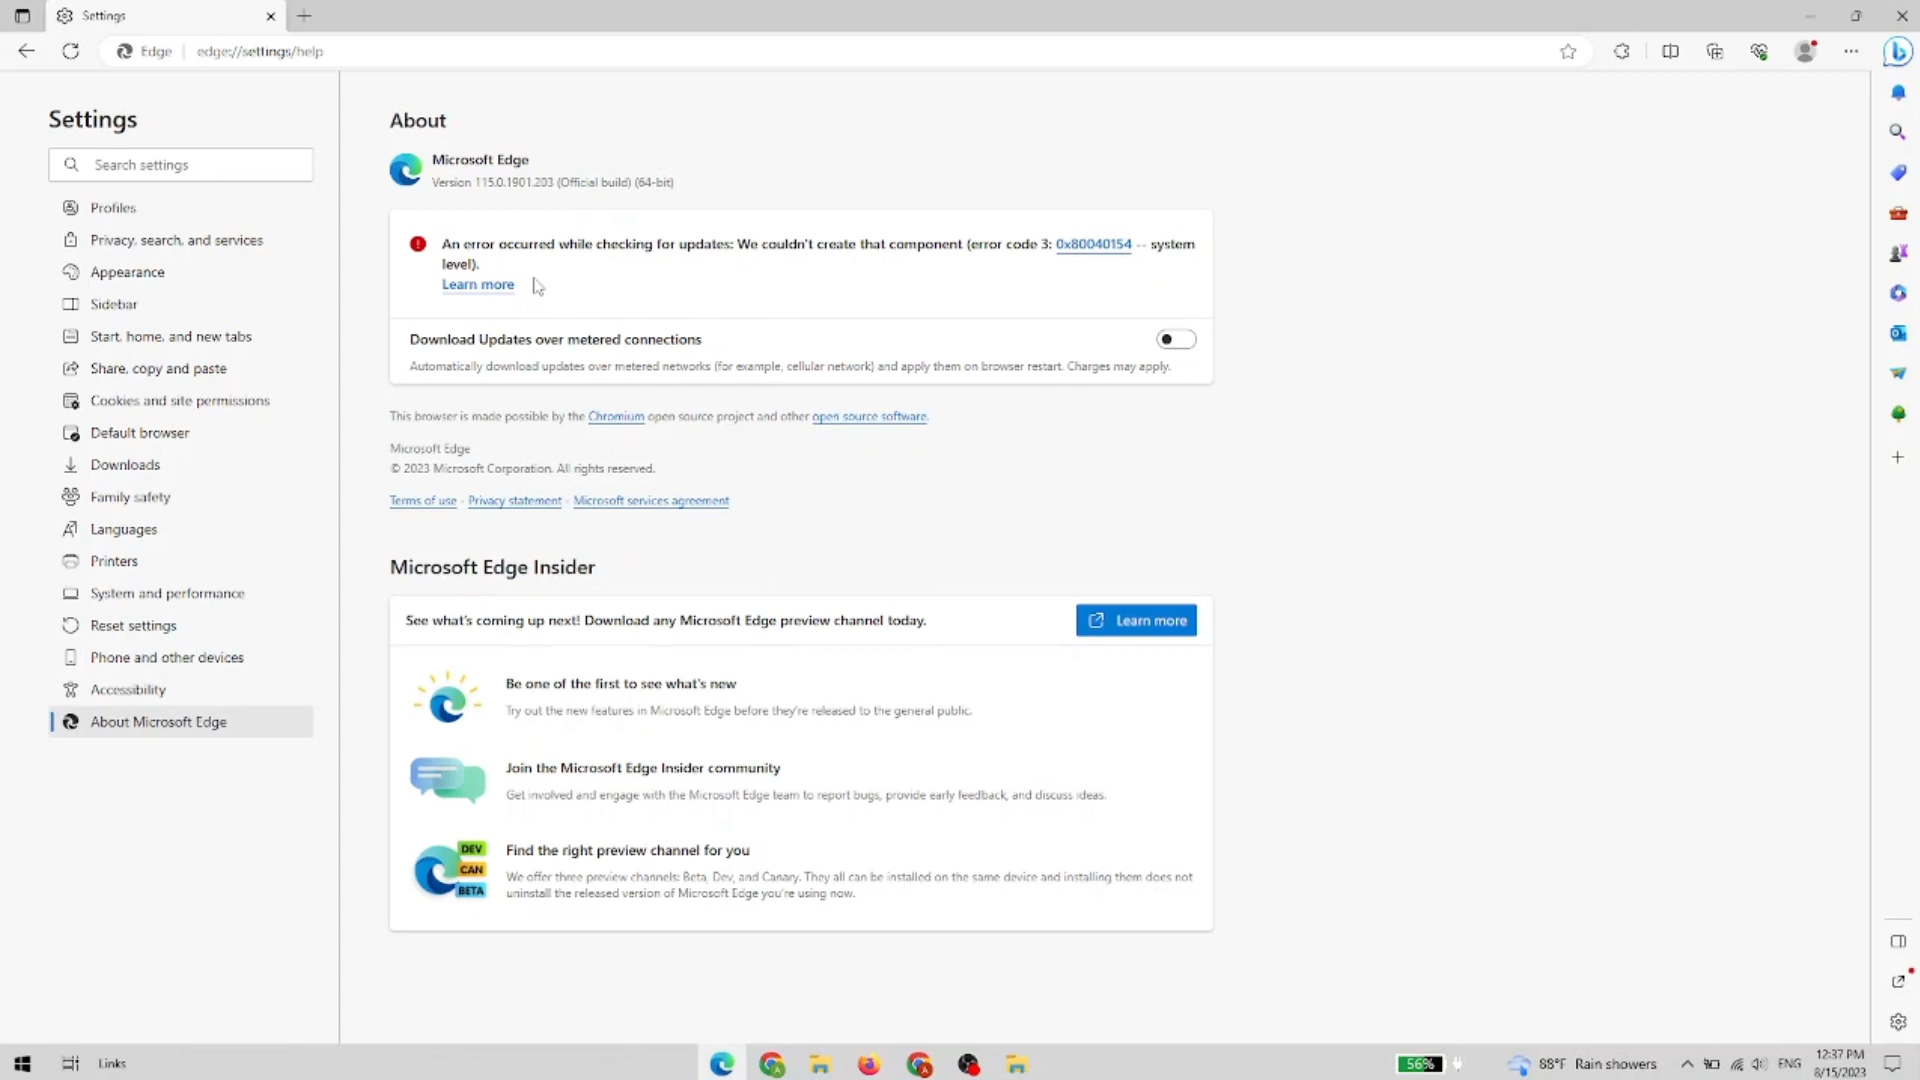 Settings
Edge
edge://settings/help
Settings
Search settings
Profiles
Privacy, search, and services
Appearance
Sidebar
Start, home, and new tabs
Share, copy and paste
Cookies and site permissions
Default browser
Downloads
Family safety
Languages
Printers
System and performance
Reset settings
Phone and other devices
Accessibility
About Microsoft Edge
About
Microsoft Edge
Version 115.0.1901.203 (Official build) (64-bit)
An error occurred while checking for updates: We couldn't create that component (error code 3: 0x80040154 -- system
level).
Learn more
Download Updates over metered connections
Automatically download updates over metered networks (for example, cellular network) and apply them on browser restart. Charges may apply.
This browser is made possible by the Chromium open source project and other open source software.
Microsoft Edge
© 2023 Microsoft Corporation. All rights reserved.
Terms of use - Privacy statement - Microsoft services agreement
Microsoft Edge Insider
See what's coming up next! Download any Microsoft Edge preview channel today.
Learn more
Be one of the first to see what's new
Try out the new features in Microsoft Edge before they're released to the general public.
Join the Microsoft Edge Insider community
Get involved and engage with the Microsoft Edge team to report bugs, provide early feedback, and discuss ideas.
DEV
CAN
BETA
Find the right preview channel for you
We offer three preview channels: Beta, Dev, and Canary. They all can be installed on the same device and installing them does not
uninstall the released version of Microsoft Edge you're using now.
Links
56%
88°F Rain showers
ENG
12:37 PM
8/15/2023